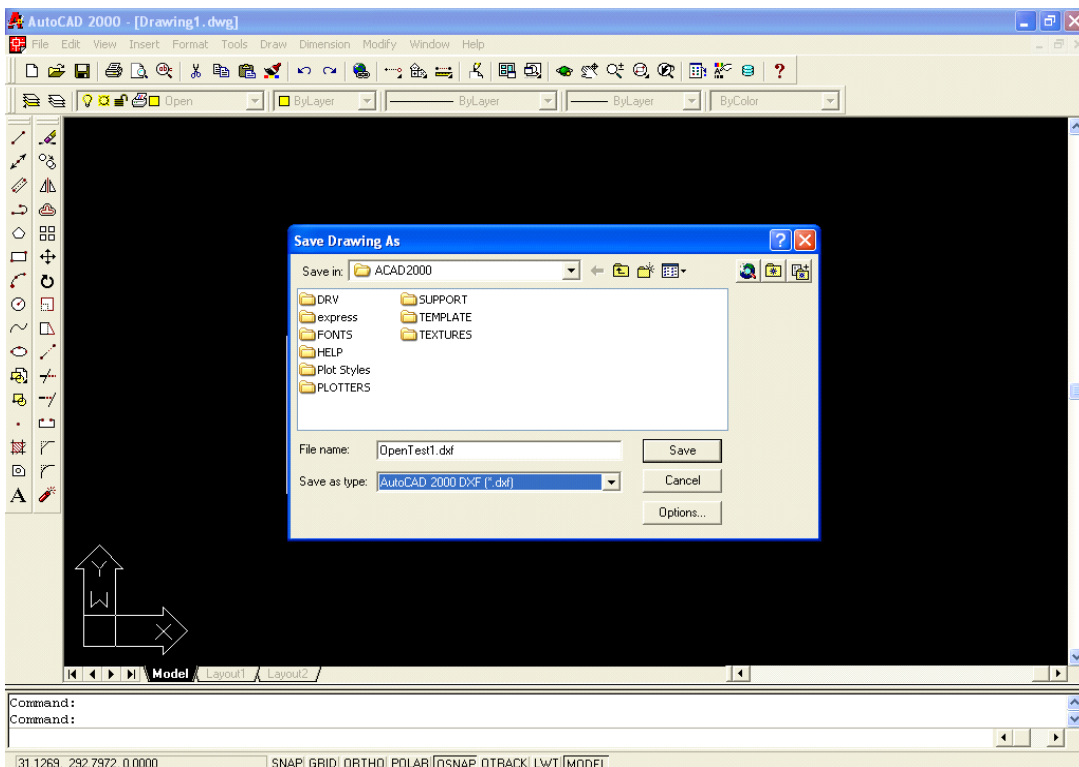 AutoCAD 2000 - [Drawing1.dwg]
File Edit View Insert Format Tools Draw Dimension Modify Window Help
Open ByLayer ByLayer ByLayer ByColor
Save Drawing As
Save in: ACAD2000
DRV SUPPORT
express TEMPLATE
FONTS TEXTURES
HELP
Plot Styles
PLOTTERS
File name: OpenTest1.dxf Save
Save as type: AutoCAD 2000 DXF (*.dxf) Cancel
Options...
A
Y
W
X
Model Layout1 Layout2
Command:
Command:
31.1269, 292.7972, 0.0000 SNAP GRID ORTHO POLAR OSNAP OTRACK LWT MODEL